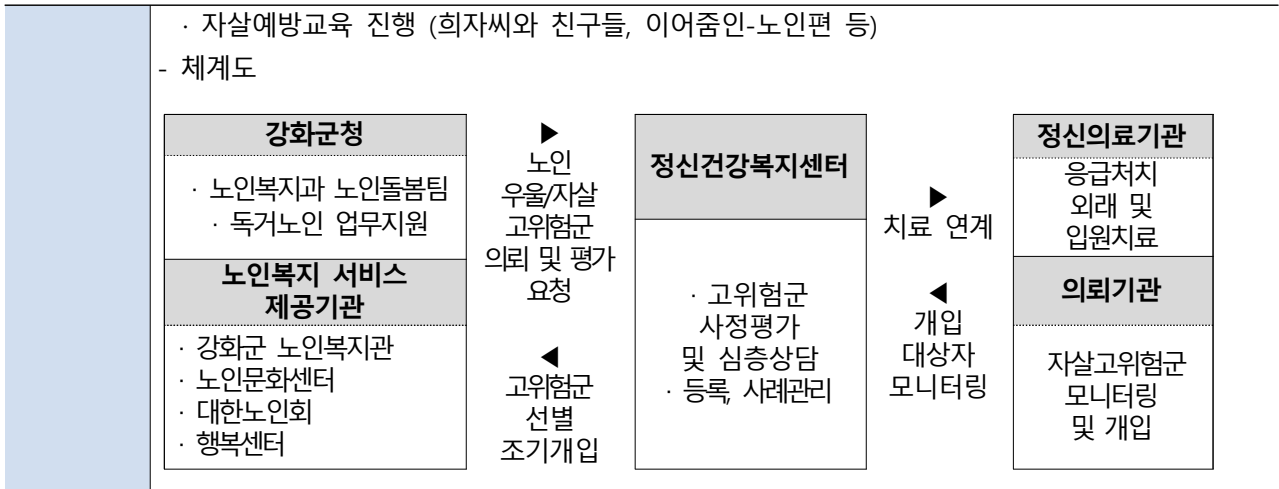 · 자살예방교육 진행 (희자씨와 친구들, 이어줌인-노인편 등)
- 체계도
강화군청
· 노인복지과 노인돌봄팀
· 독거노인 업무지원
노인복지 서비스
제공기관
· 강화군 노인복지관
· 노인문화센터
· 대한노인회
· 행복센터
▶
노인
우울/자살
고위험군
의뢰 및 평가
요청
◀
고위험군
선별
조기개입
정신건강복지센터
· 고위험군
사정평가
및 심층상담
· 등록, 사례관리
▶
치료 연계
◀
개입
대상자
모니터링
정신의료기관
응급처치
외래 및
입원치료
의뢰기관
자살고위험군
모니터링
및 개입